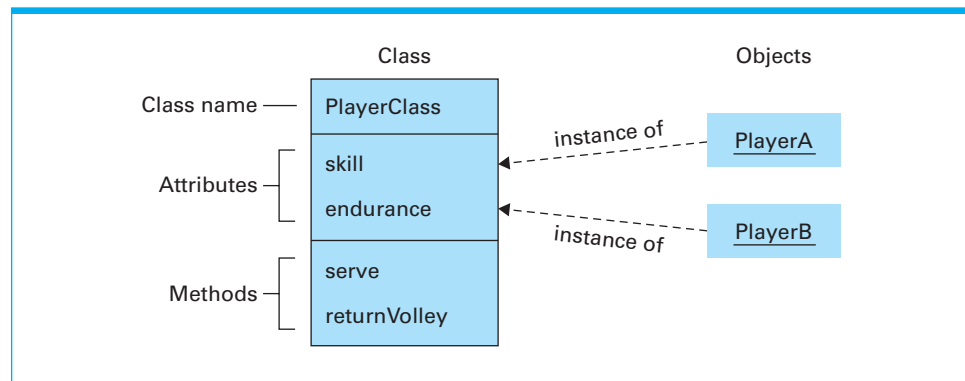 Class
Objects
Class name
PlayerClass
Attributes
skill
endurance
Methods
serve
returnVolley
instance of
PlayerA
instance of
PlayerB